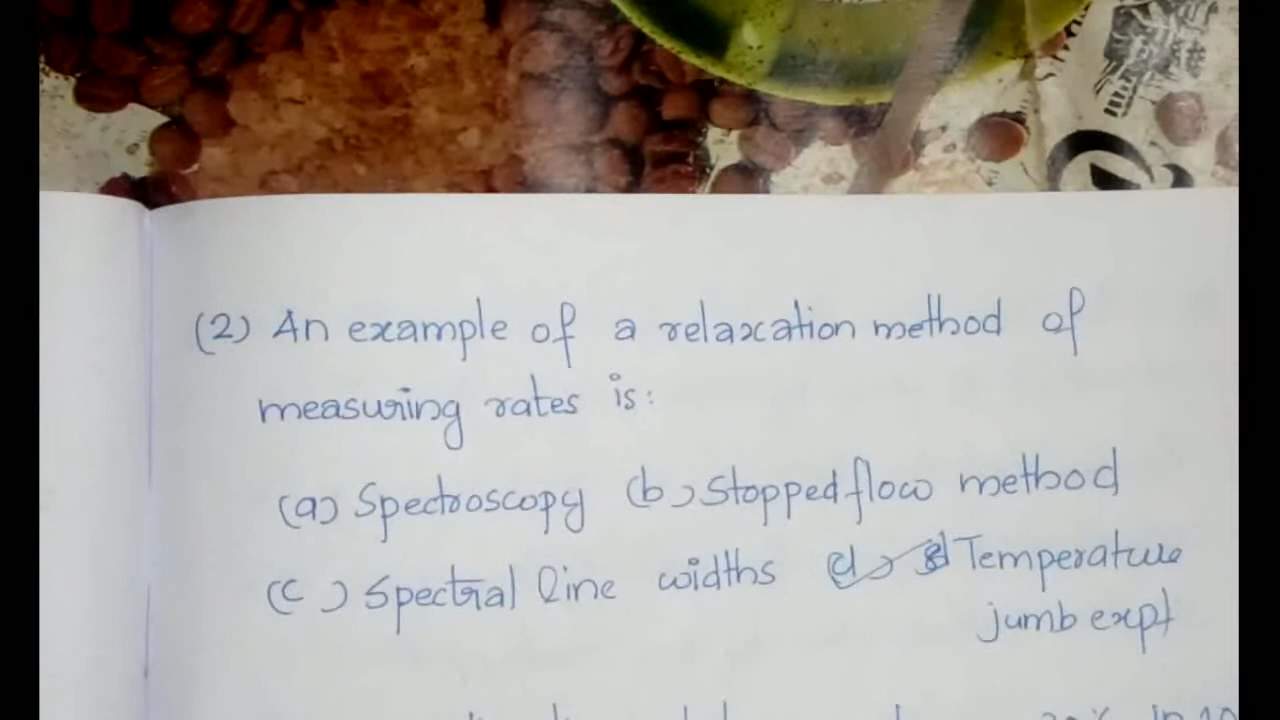 (2) An example of a relaxcation method of
measuring rates is:
(a) Spectroscopy (b) Stopped flow method
(c) Spectral line widths (d) Temperature
jumb expt